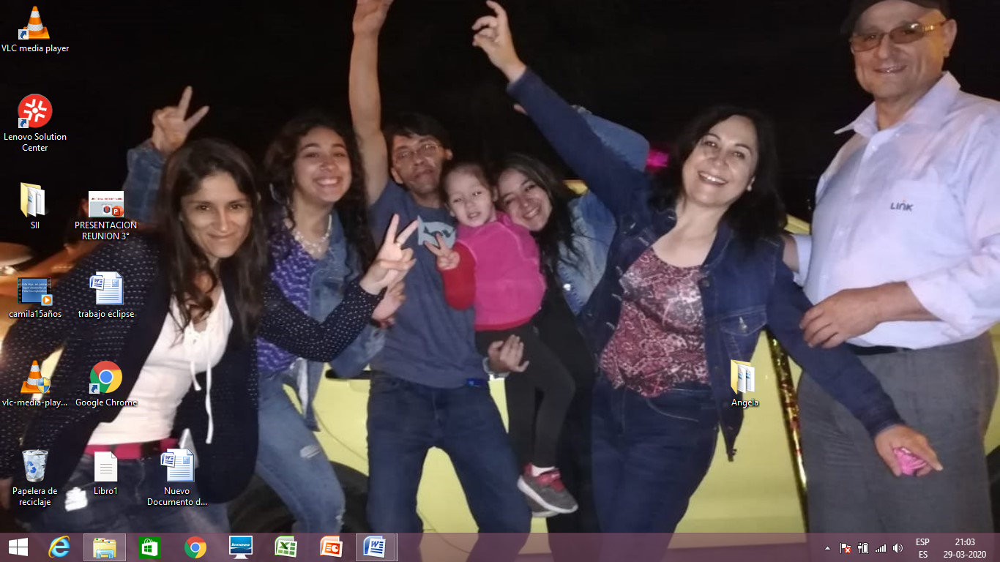 VLC media player
Lenovo Solution
Center
SII
PRESENTACION
REUNION 3°
camila15años
trabajo eclipse
vlc-media-play...
Google Chrome
Angela
Papelera de
reciclaje
Libro1
Nuevo
Documento d...
LINK
lenovo
ESP
ES
21:03
29-03-2020